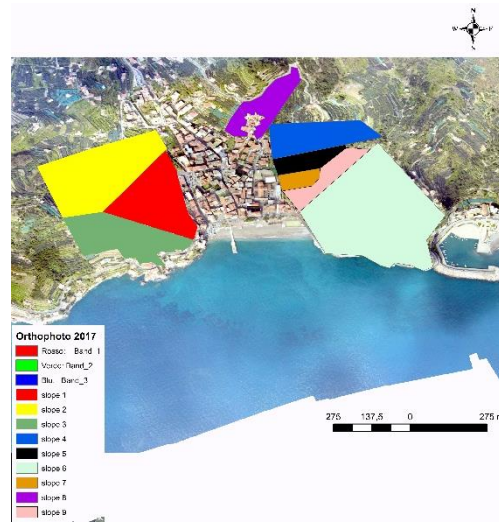 N
W E
S
Orthophoto 2017
Rosso: Band_1
Verde: Band_2
Blu: Band_3
slope 1
slope 2
slope 3
slope 4
slope 5
slope 6
slope 7
slope 8
slope 9
275 137,5 0 275 m